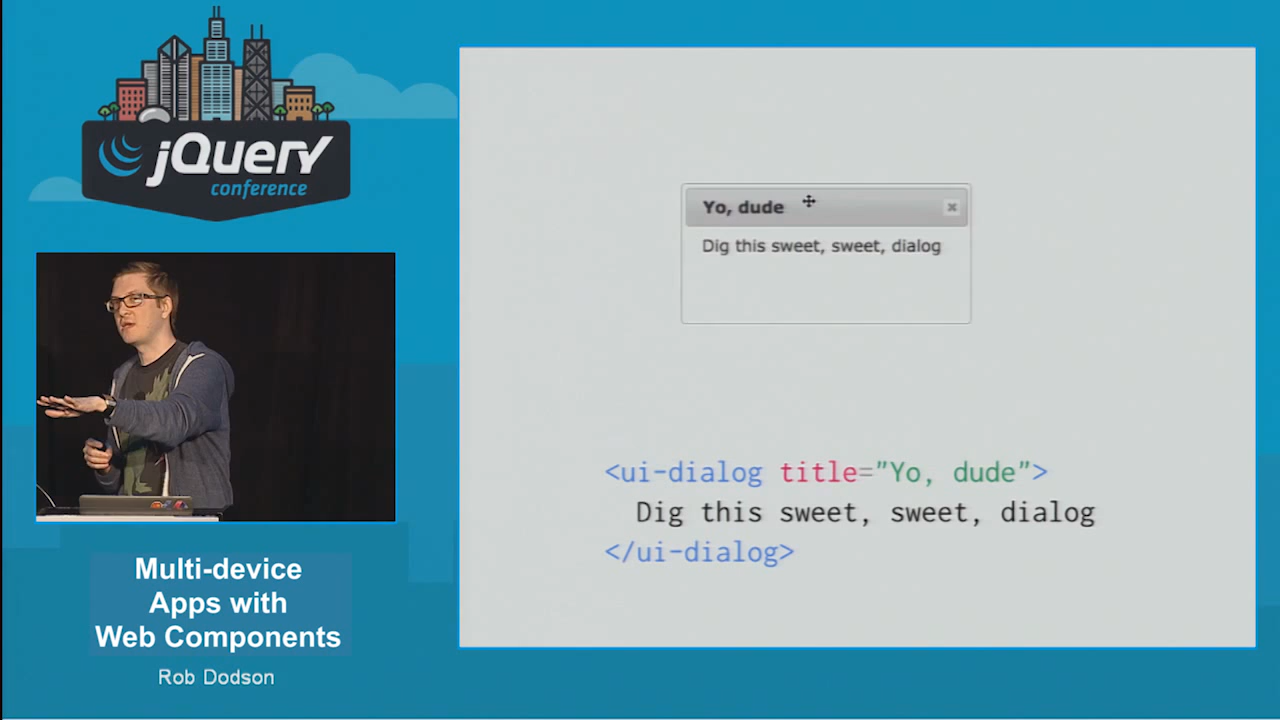 jQuery
conference
Multi-device
Apps with
Web Components
Rob Dodson
Yo, dude
Dig this sweet, sweet, dialog
<ui-dialog title="Yo, dude">
Dig this sweet, sweet, dialog
</ui-dialog>